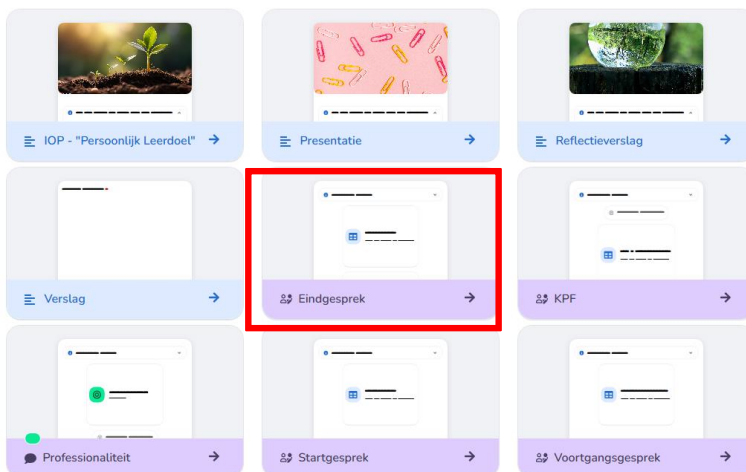 IOP - "Persoonlijk Leerdoel"
Presentatie
Reflectieverslag
Verslag
Eindgesprek
KPF
Professionaliteit
Startgesprek
Voortgangsgesprek